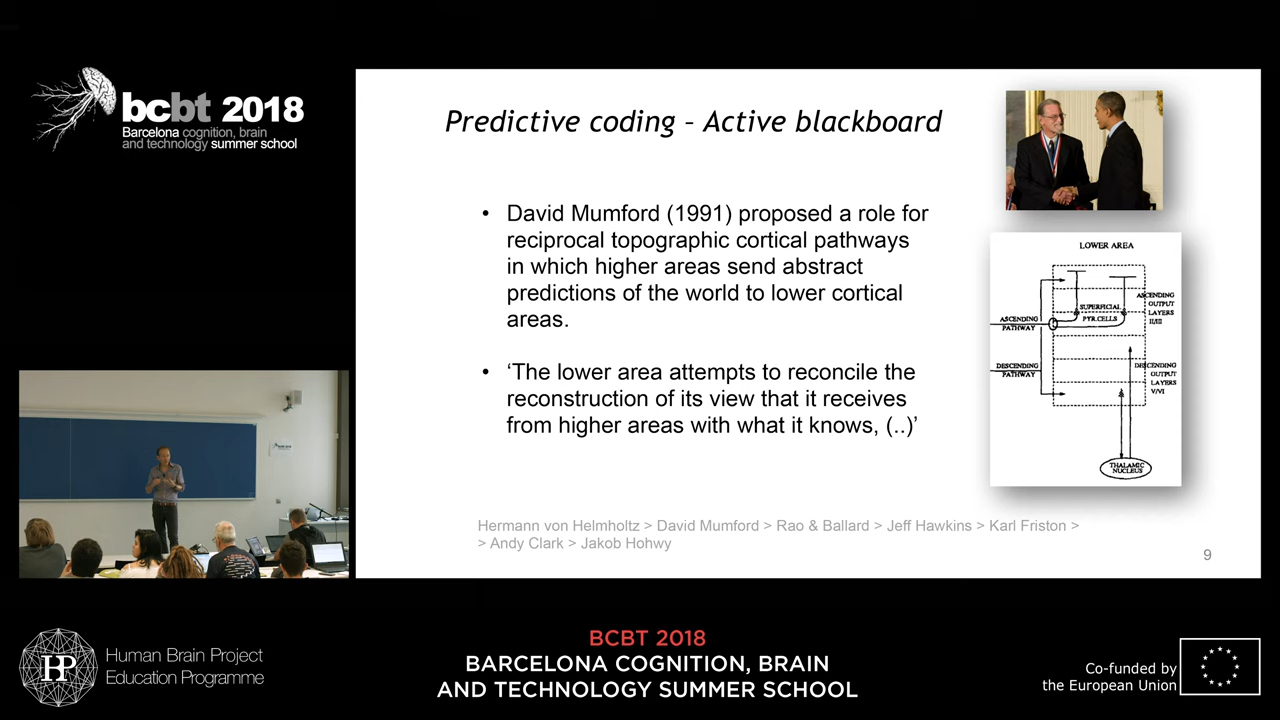 bcbt 2018
Barcelona cognition, brain
and technology summer school
Predictive coding – Active blackboard
• David Mumford (1991) proposed a role for
reciprocal topographic cortical pathways
in which higher areas send abstract
predictions of the world to lower cortical
areas.
• ‘The lower area attempts to reconcile the
reconstruction of its view that it receives
from higher areas with what it knows, (..)’
LOWER AREA
ASCENDING
OUTPUT
LAYERS
II/III
SUPERFICIAL
PYR.CELLS
ASCENDING
PATHWAY
DESCENDING
PATHWAY
DESCENDING
OUTPUT
LAYERS
V/VI
THALAMIC
NUCLEUS
Hermann von Helmholtz > David Mumford > Rao & Ballard > Jeff Hawkins > Karl Friston >
> Andy Clark > Jakob Hohwy
9
HP
Human Brain Project
Education Programme
BCBT 2018
BARCELONA COGNITION, BRAIN
AND TECHNOLOGY SUMMER SCHOOL
Co-funded by
the European Union